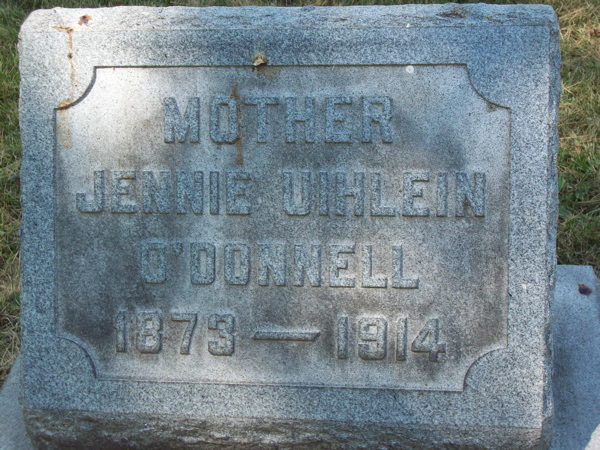 MOTHER
JENNIE UIHLEIN
O'DONNELL
1873 — 1914